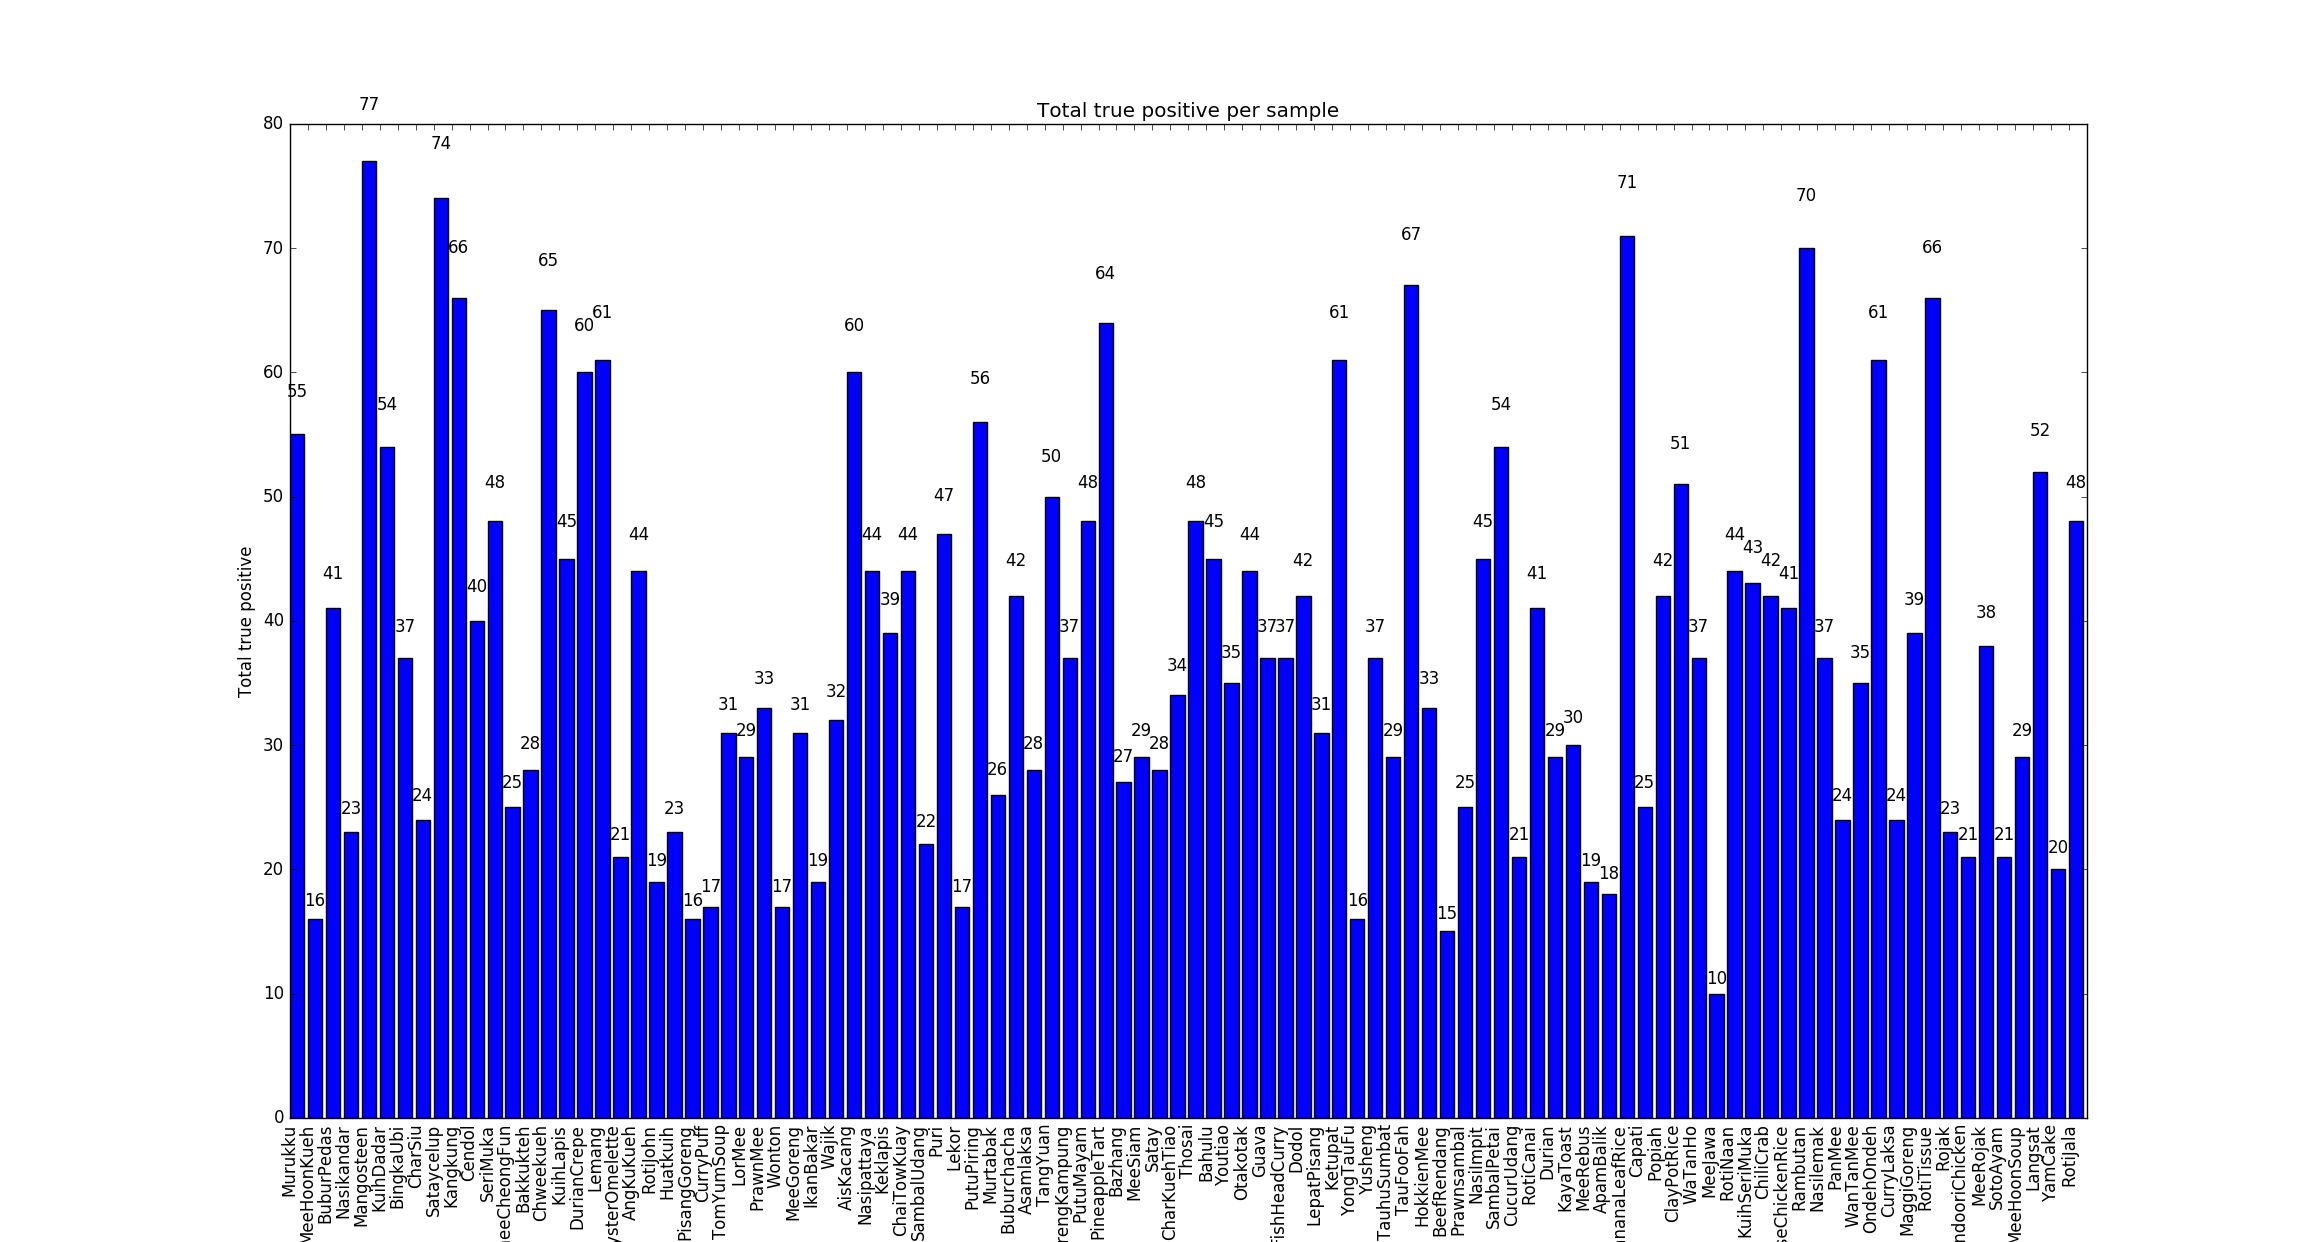 Total true positive per sample
Total true positive
80
70
60
50
40
30
20
10
0
55
16
41
23
77
54
37
24
74
66
40
48
25
28
65
45
60
61
21
44
19
23
16
17
31
29
33
17
31
19
32
60
44
39
44
22
47
17
56
26
42
28
50
37
48
64
27
29
28
34
48
45
35
44
37
37
42
31
61
16
37
29
67
33
15
25
45
54
21
41
29
30
19
18
71
25
42
51
37
10
44
43
42
41
70
37
24
35
61
24
39
66
23
21
38
21
29
52
20
48
Murukku
MeeHoonKueh
BuburPedas
Nasikandar
Mangosteen
KuihDadar
BingkaUbi
CharSiu
Sataycelup
Kangkung
Cendol
SeriMuka
eeCheongFun
Bakkukteh
Chweekueh
KuihLapis
DurianCrepe
Lemang
ysterOmelette
AngKuKueh
RotiJohn
Huatkuih
PisangGoreng
CurryPuff
TomYumSoup
LorMee
PrawnMee
Wonton
MeeGoreng
IkanBakar
Wajik
AisKacang
Nasipattaya
Keklapis
ChaiTowKuay
SambalUdang
Puri
Lekor
PutuPiring
Murtabak
Buburchacha
Asamlaksa
TangYuan
rengKampung
PutuMayam
PineappleTart
Bazhang
MeeSiam
Satay
CharKuehTiao
Thosai
Bahulu
Youtiao
Otakotak
Guava
FishHeadCurry
Dodol
LepatPisang
Ketupat
YongTauFu
Yusheng
TauhuSumbat
TauFooFah
HokkienMee
BeefRendang
Prawnsambal
NasiImpit
SambalPetai
CucurUdang
RotiCanai
Durian
KayaToast
MeeRebus
ApamBalik
ananaLeafRice
Capati
Popiah
ClayPotRice
WaTanHo
MeeJawa
RotiNaan
KuihSeriMuka
ChiliCrab
seChickenRice
Rambutan
Nasilemak
PanMee
WanTanMee
OndehOndeh
CurryLaksa
MaggiGoreng
RotiTissue
Rojak
ndooriChicken
MeeRojak
SotoAyam
MeeHoonSoup
Langsat
YamCake
RotiJala